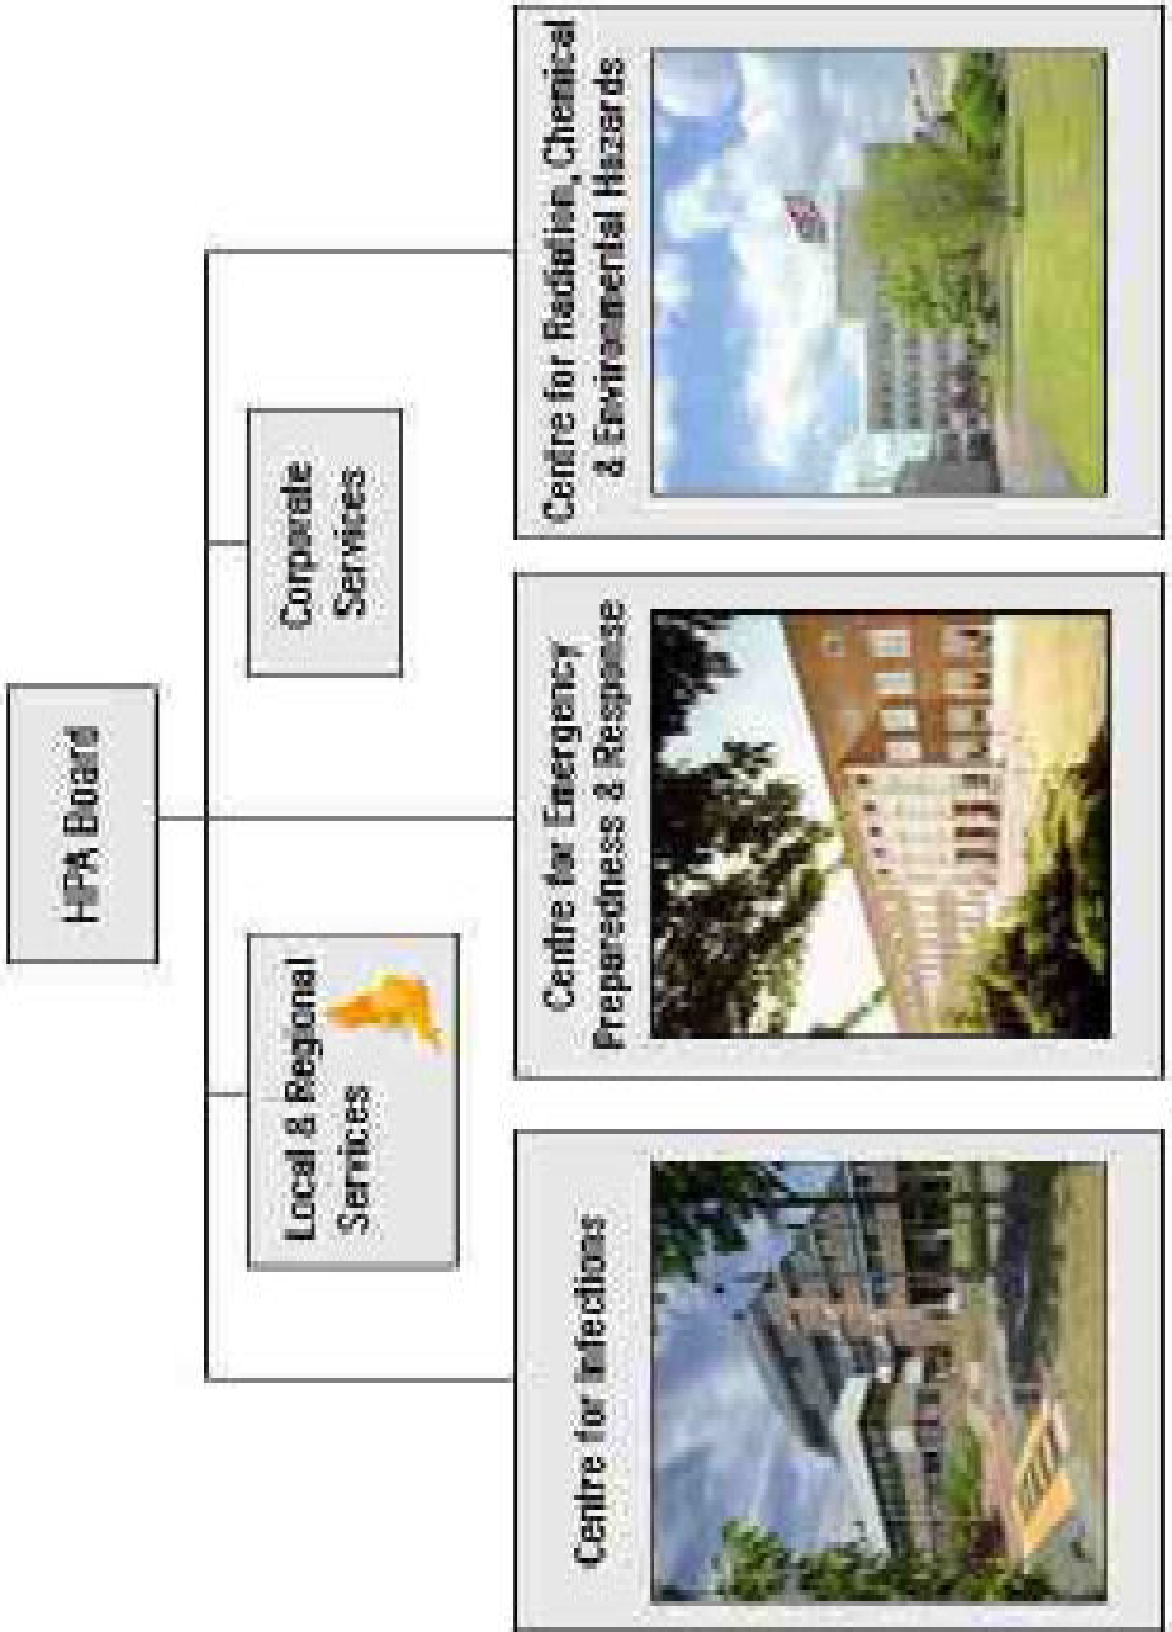 HPA Board
Local & Regional
Services
Corporate
Services
Centre for Infections
Centre for Emergency
Preparedness & Response
Centre for Radiation, Chemical
& Environmental Hazards